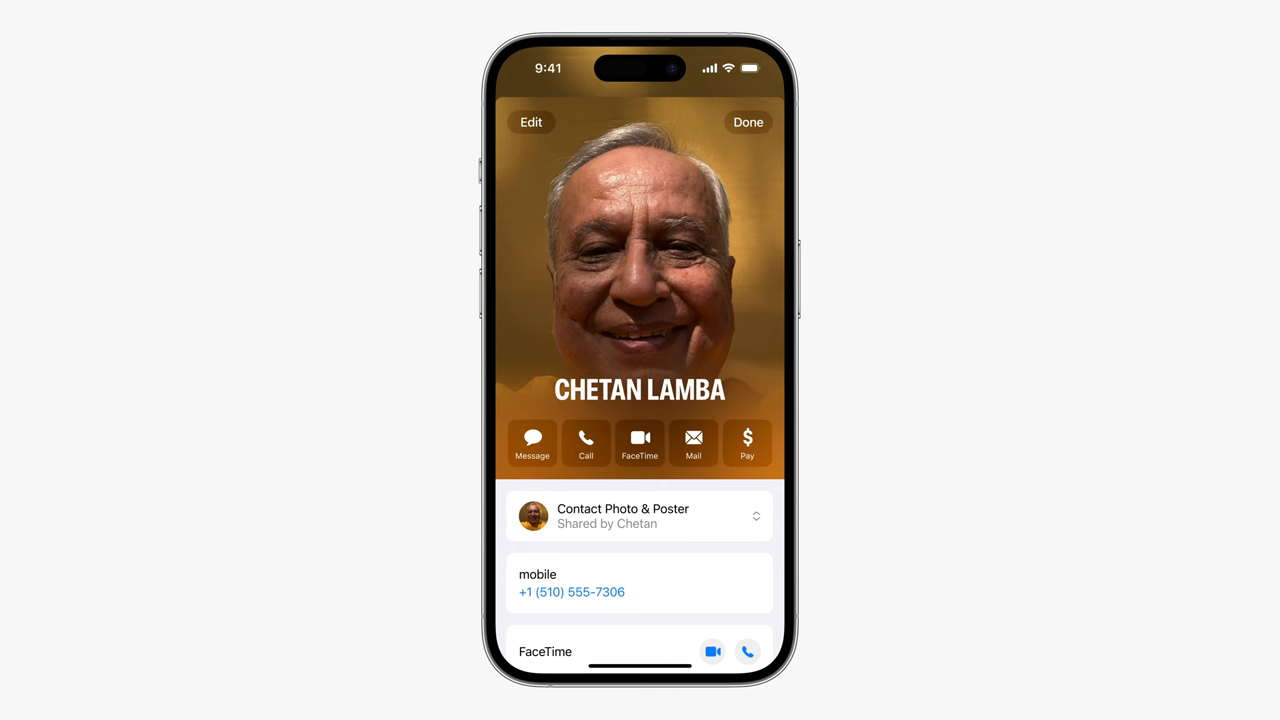 9:41
Edit
Done
CHETAN LAMBA
Message
Call
FaceTime
Mail
Pay
Contact Photo & Poster
Shared by Chetan
mobile
+1 (510) 555-7306
FaceTime